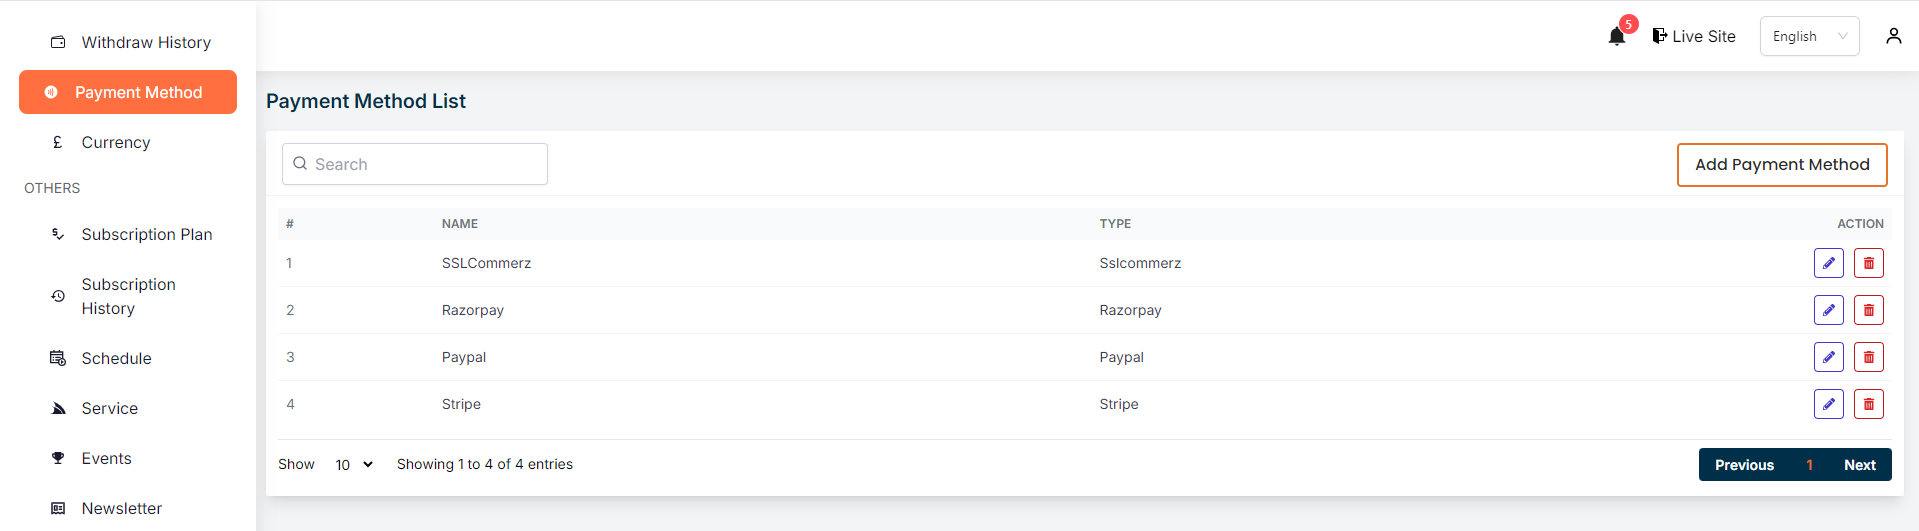 5
Live Site
English
Withdraw History
Payment Method
Currency
OTHERS
Subscription Plan
Subscription
History
Schedule
Service
Events
Newsletter
Payment Method List
Search
Add Payment Method
# NAME TYPE ACTION
1 SSLCommerz Sslcommerz
2 Razorpay Razorpay
3 Paypal Paypal
4 Stripe Stripe
Show 10 Showing 1 to 4 of 4 entries
Previous 1 Next